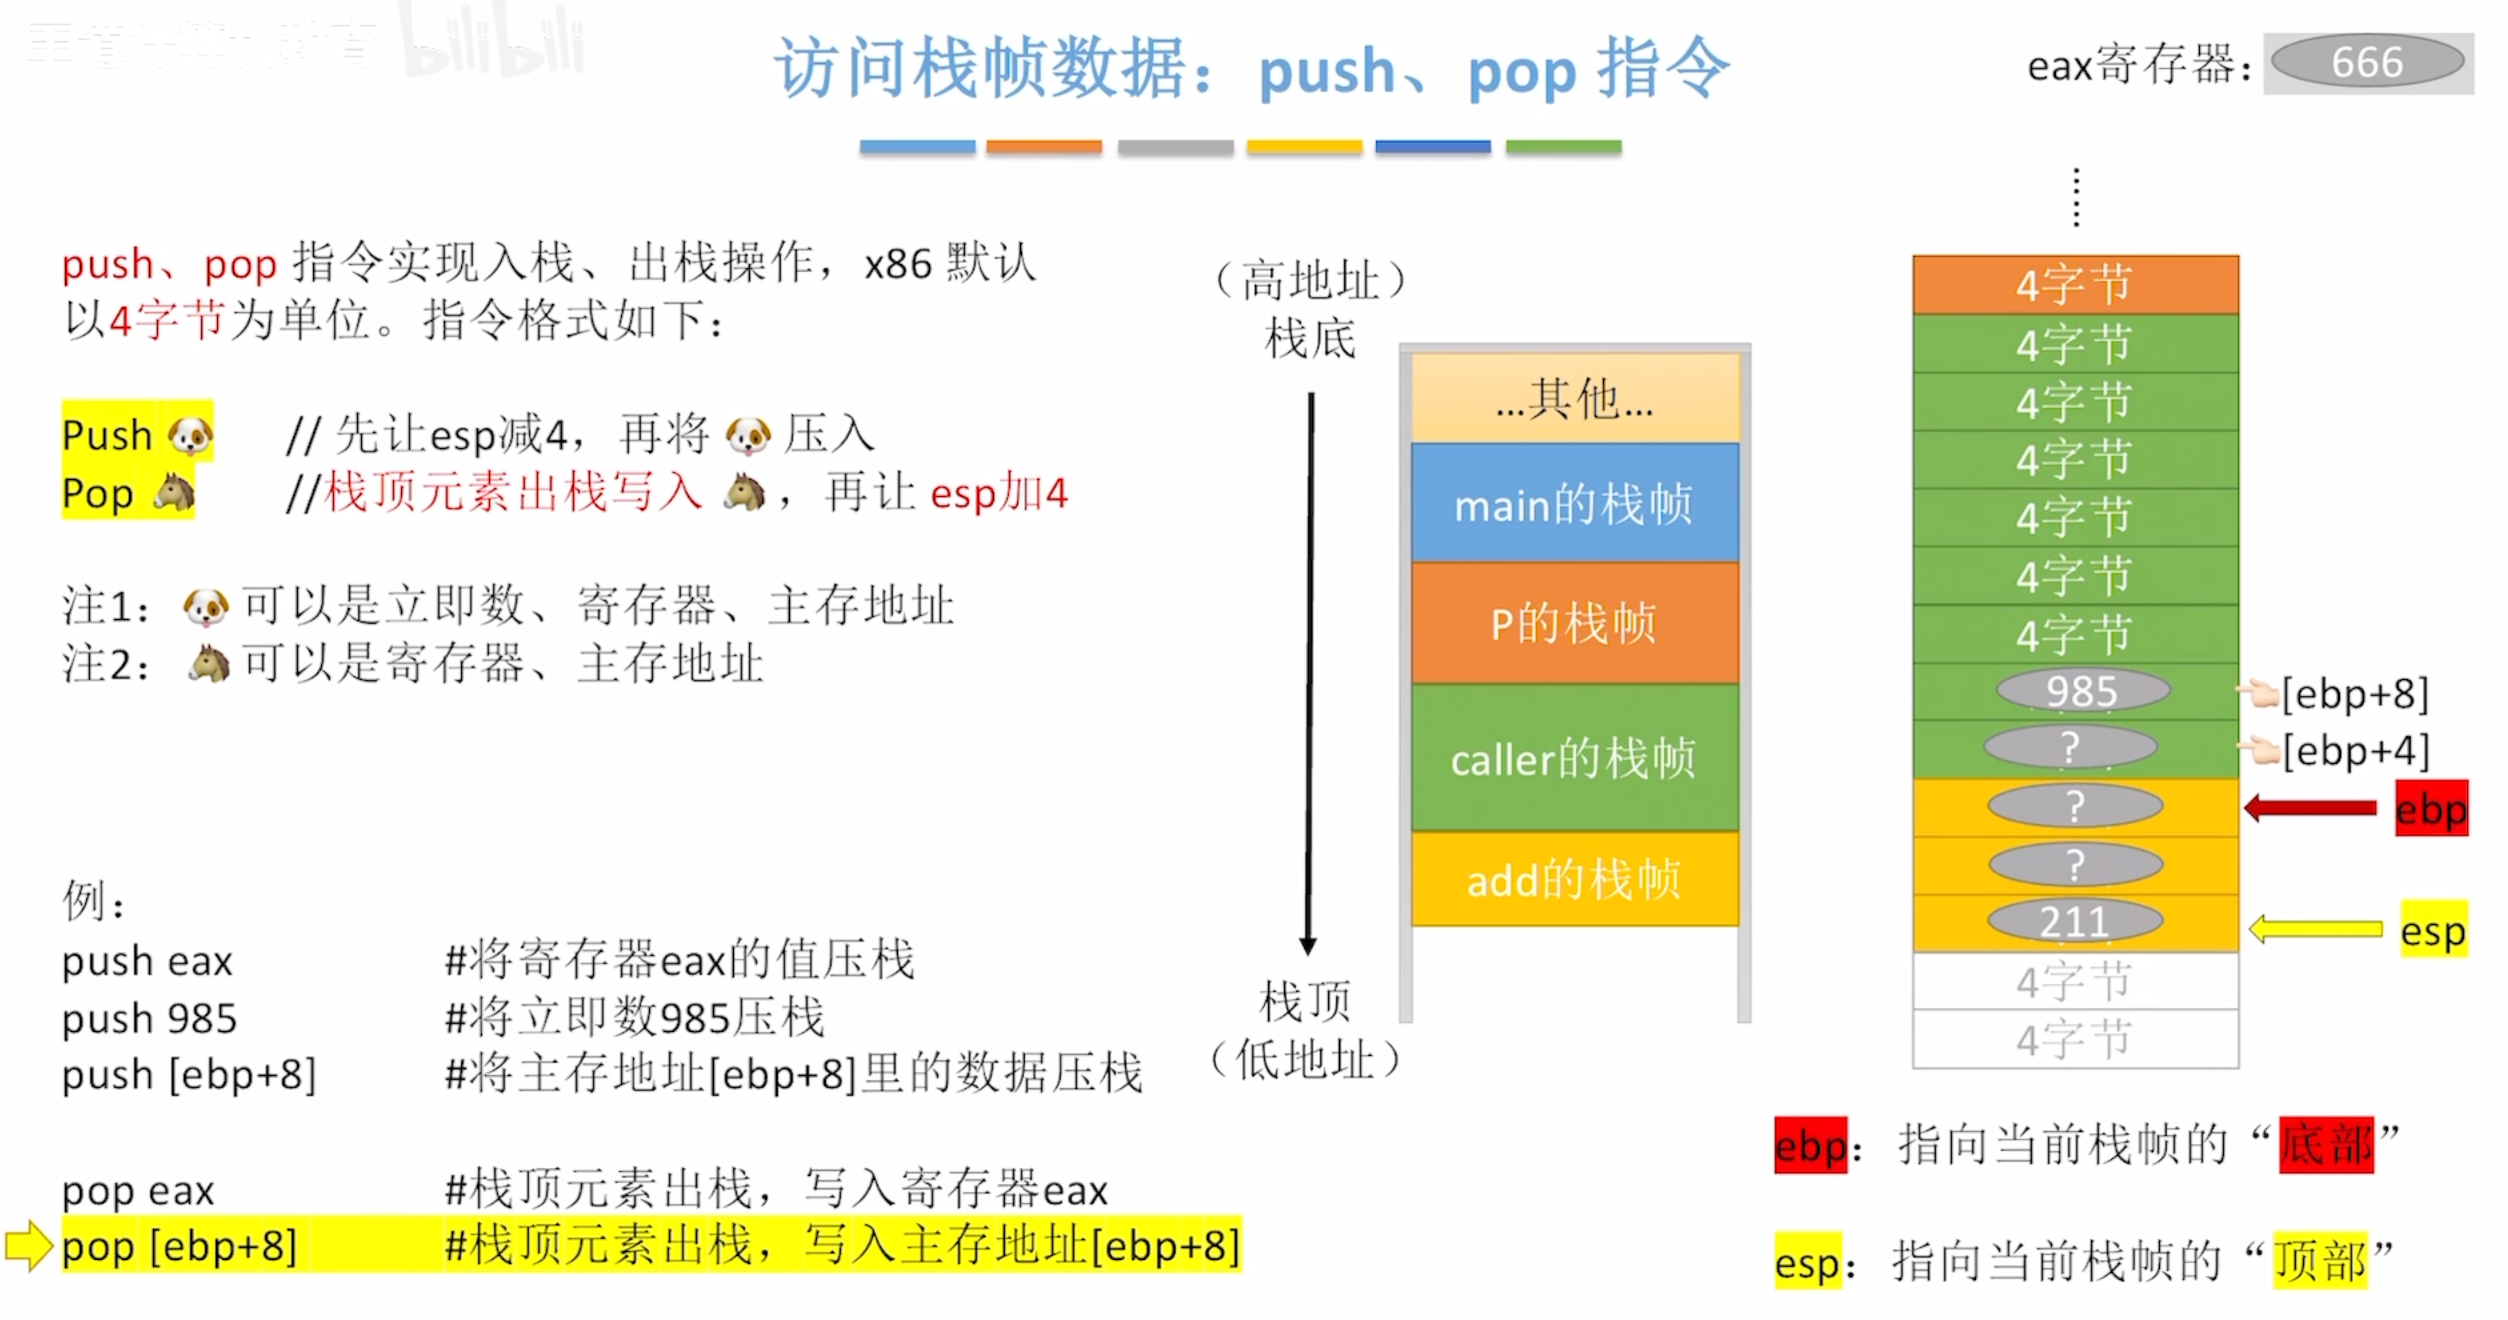 bilibili
访问栈帧数据：push、pop 指令
eax寄存器：
666
push、pop 指令实现入栈、出栈操作，x86 默认
以4字节为单位。指令格式如下：
Push 🐶 // 先让esp减4，再将 🐶 压入
Pop 🐴 //栈顶元素出栈写入 🐴 ，再让 esp加4
注1：🐶 可以是立即数、寄存器、主存地址
注2：🐴 可以是寄存器、主存地址
例：
push eax #将寄存器eax的值压栈
push 985 #将立即数985压栈
push [ebp+8] #将主存地址[ebp+8]里的数据压栈
pop eax #栈顶元素出栈，写入寄存器eax
pop [ebp+8] #栈顶元素出栈，写入主存地址[ebp+8]
（高地址）
栈底
...其他...
main的栈帧
P的栈帧
caller的栈帧
add的栈帧
栈顶
（低地址）
4字节
4字节
4字节
4字节
4字节
4字节
4字节
985 [ebp+8]
? [ebp+4]
? ebp
?
211 esp
4字节
4字节
ebp：指向当前栈帧的“底部”
esp：指向当前栈帧的“顶部”